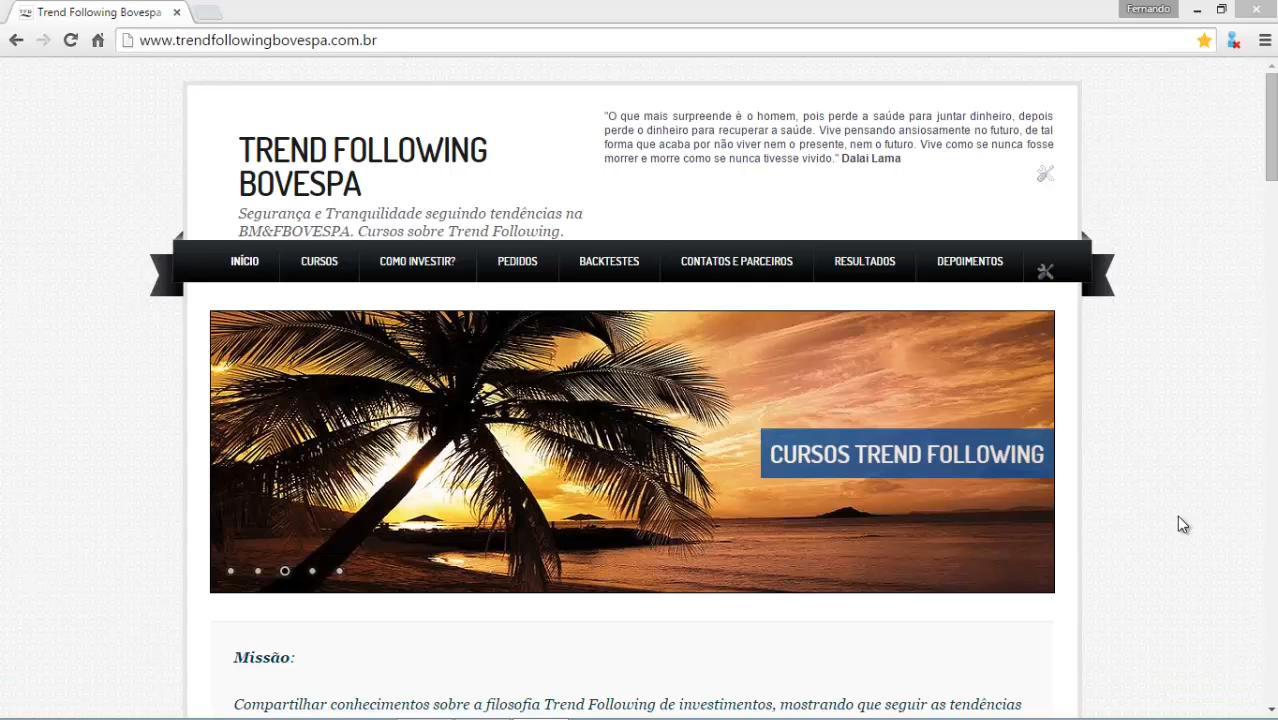 Trend Following Bovespa
Fernando
www.trendfollowingbovespa.com.br
TREND FOLLOWING
BOVESPA
Segurança e Tranquilidade seguindo tendências na
BM&FBOVESPA. Cursos sobre Trend Following.
"O que mais surpreende é o homem, pois perde a saúde para juntar dinheiro, depois
perde o dinheiro para recuperar a saúde. Vive pensando ansiosamente no futuro, de tal
forma que acaba por não viver nem o presente, nem o futuro. Vive como se nunca fosse
morrer e morre como se nunca tivesse vivido." Dalai Lama
INÍCIO CURSOS COMO INVESTIR? PEDIDOS BACKTESTES CONTATOS E PARCEIROS RESULTADOS DEPOIMENTOS
CURSOS TREND FOLLOWING
Missão:
Compartilhar conhecimentos sobre a filosofia Trend Following de investimentos, mostrando que seguir as tendências